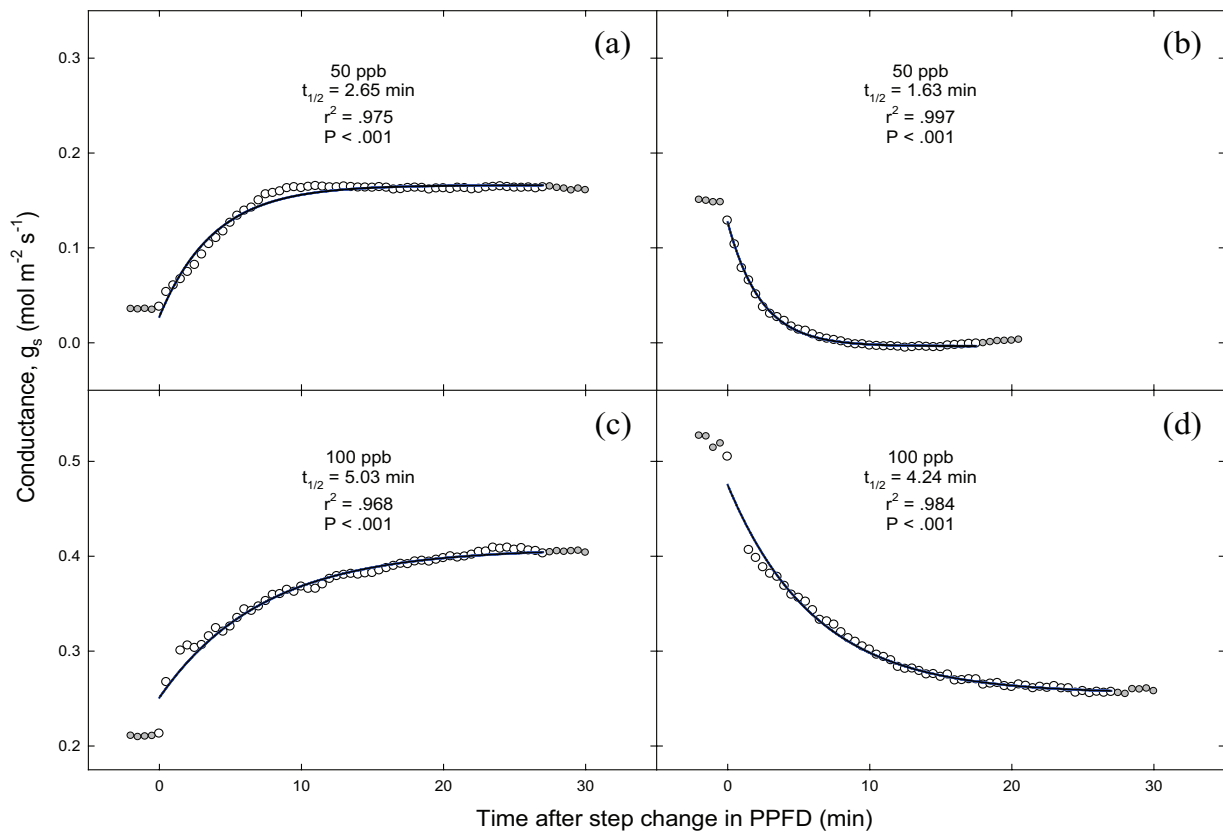 Conductance, gs (mol m-2 s-1)
(a)
50 ppb
t1/2 = 2.65 min
r2 = .975
P < .001
0.3
0.2
0.1
0.0
(b)
50 ppb
t1/2 = 1.63 min
r2 = .997
P < .001
(c)
100 ppb
t1/2 = 5.03 min
r2 = .968
P < .001
0.5
0.4
0.3
0.2
0
10
20
30
(d)
100 ppb
t1/2 = 4.24 min
r2 = .984
P < .001
0
10
20
30
Time after step change in PPFD (min)